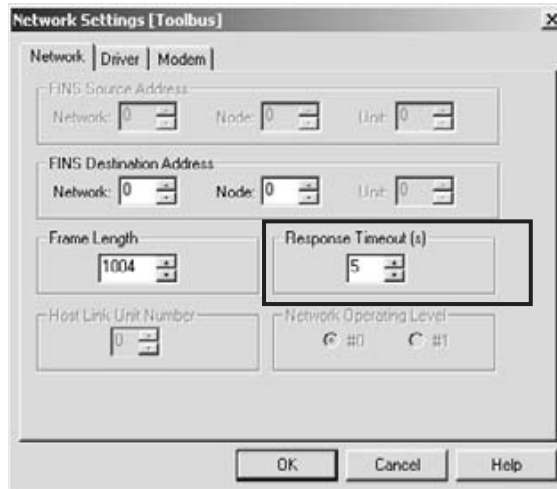 Network Settings [Toolbus]
Network Driver Modem
FINS Source Address
Network: 0 Node: 0 Unit: 0
FINS Destination Address
Network: 0 Node: 0 Unit: 0
Frame Length Response Timeout (s)
1004 5
Host Link Unit Number Network Operating Level
0 #0 #1
OK Cancel Help